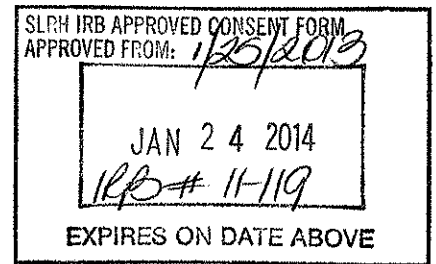 SLRH IRB APPROVED CONSENT FORM
APPROVED FROM: 1/25/2013
JAN 24 2014
IRB# 11-119
EXPIRES ON DATE ABOVE